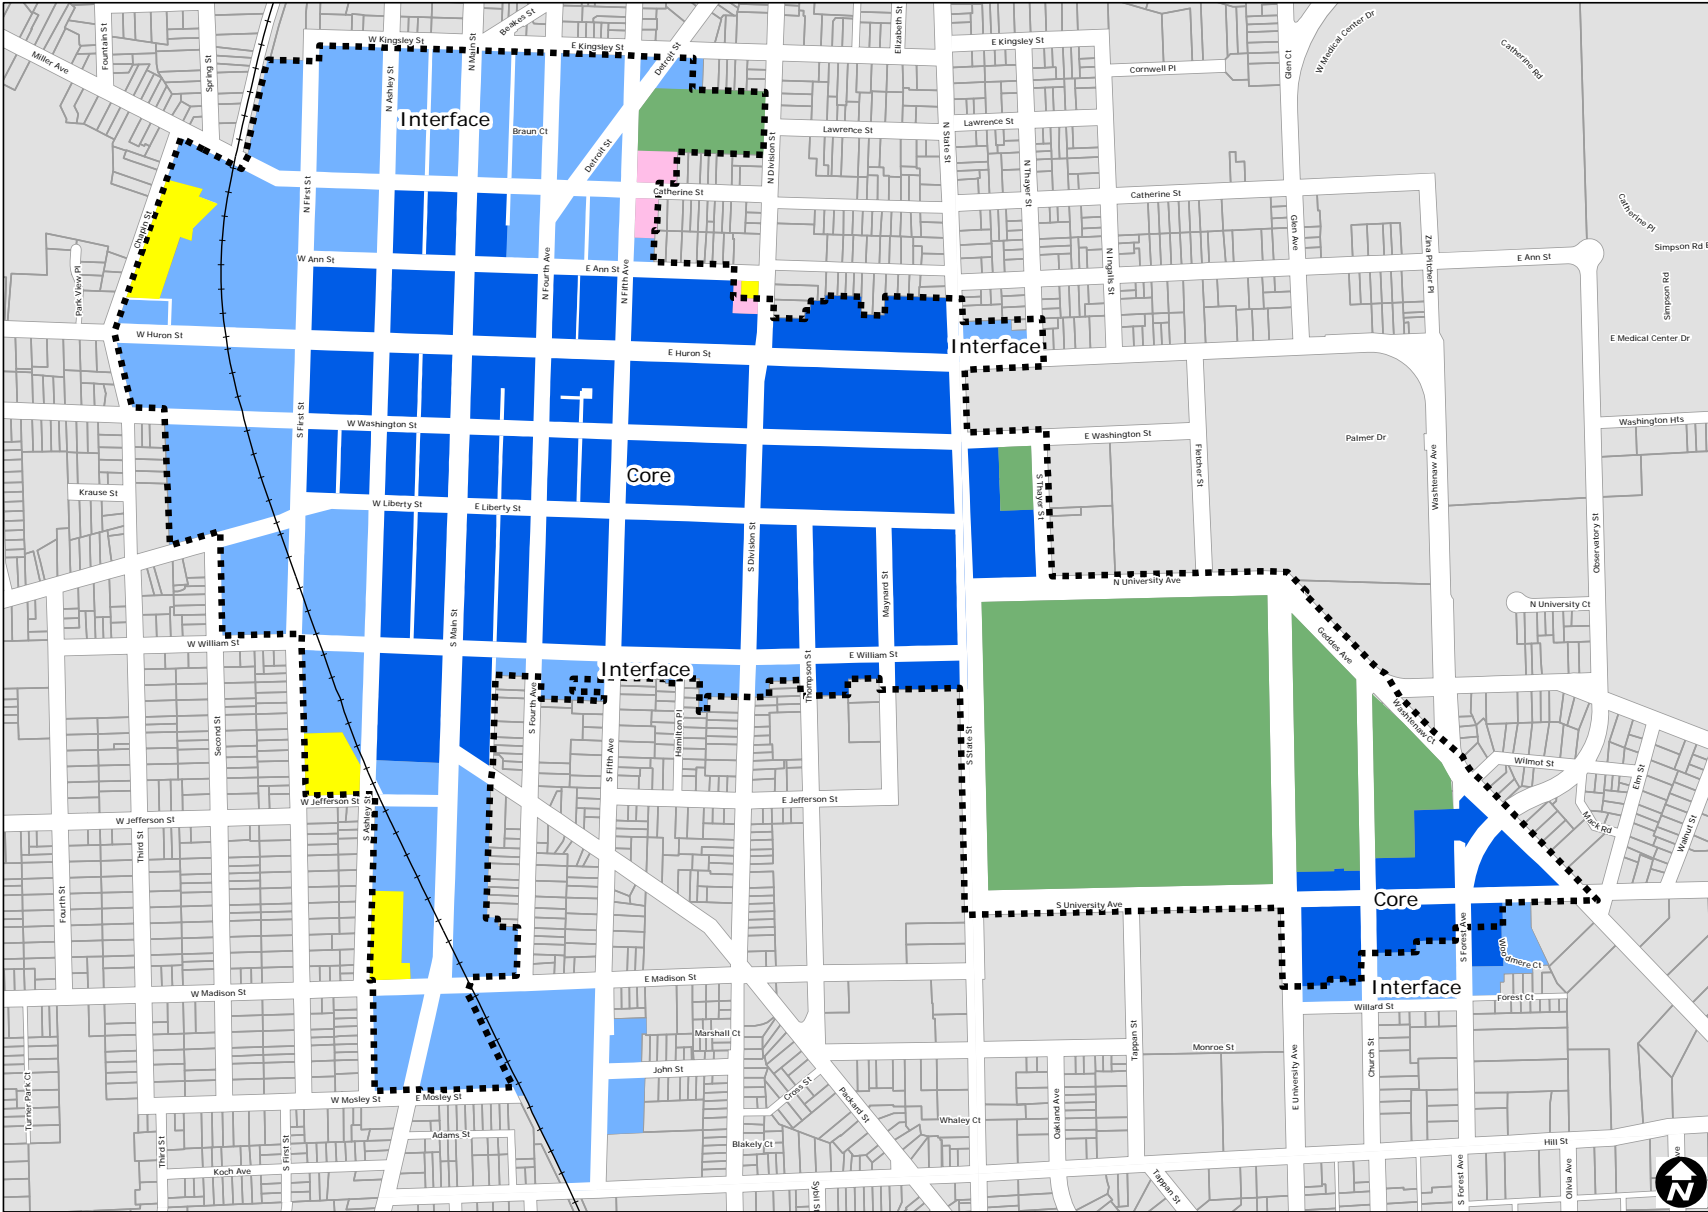 W Kingsley St
Beakes St
E Kingsley St
Detroit St
Elizabeth St
E Kingsley St
Glen Ct
W Medical Center Dr
Catherine Rd
Miller Ave
Fountain St
Spring St
N Ashley St
N Main St
Cornwell Pl
Interface
Braun Ct
Detroit St
Lawrence St
N Division St
N State St
Lawrence St
N Thayer St
N First St
Catherine St
Catherine St
Chapin St
Catherine Pl
Simpson Rd E
Park View Pl
W Ann St
N Fourth Ave
E Ann St
N Fifth Ave
N Ingalls St
Glen Ave
Zina Pitcher Pl
E Ann St
Simpson Rd
W Huron St
E Huron St
Interface
E Medical Center Dr
S First St
W Washington St
E Washington St
Fletcher St
Palmer Dr
Washtenaw Ave
Washington Hts
Core
Krause St
W Liberty St
E Liberty St
S Division St
S Thayer St
Observatory St
S Main St
Maynard St
N University Ave
N University Ct
W William St
Interface
E William St
Thompson St
Geddes Ave
Second St
S Fourth Ave
S Fifth Ave
Hamilton Pl
S State St
Washtenaw Ct
Wilmot St
Elm St
W Jefferson St
S Ashley St
E Jefferson St
W Jefferson St
Third St
Mack Rd
Walnut St
Fourth St
S University Ave
Core
S Forest Ave
Woodmere Ct
W Madison St
E Madison St
Interface
Forest Ct
Willard St
Marshall Ct
Tappan St
Monroe St
E University Ave
Church St
John St
Turner Park Ct
W Mosley St
E Mosley St
Cross St
Packard St
Whaley Ct
Oakland Ave
Third St
S First St
Adams St
Blakely Ct
Hill St
Koch Ave
Sybil St
Tappan St
S Forest Ave
Olivia Ave
ve
N